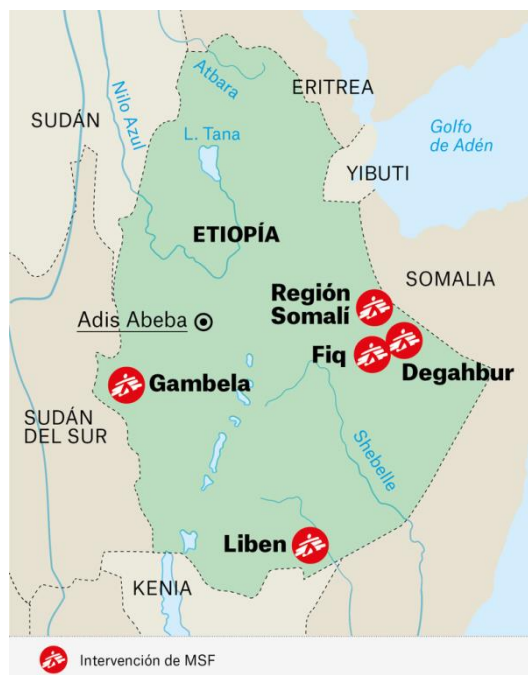 Atbara
ERITREA
SUDÁN
Nilo Azul
Golfo
de Adén
L. Tana
YIBUTI
ETIOPÍA
SOMALIA
Región
Somalí
Adis Abeba
Fiq
Degahbur
Gambela
SUDÁN
DEL SUR
Shebelle
Liben
KENIA
Intervención de MSF